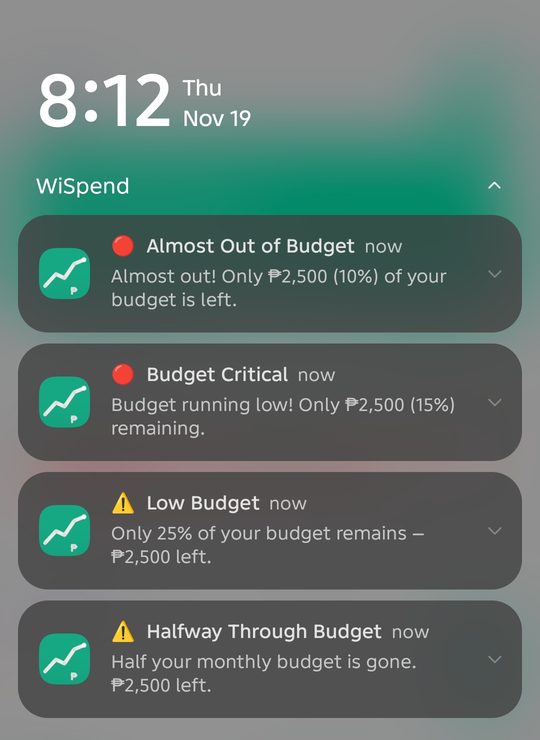 8:12
Thu
Nov 19
WiSpend
🔴 Almost Out of Budget now
Almost out! Only ₱2,500 (10%) of your
budget is left.
🔴 Budget Critical now
Budget running low! Only ₱2,500 (15%)
remaining.
⚠️ Low Budget now
Only 25% of your budget remains –
₱2,500 left.
⚠️ Halfway Through Budget now
Half your monthly budget is gone.
₱2,500 left.